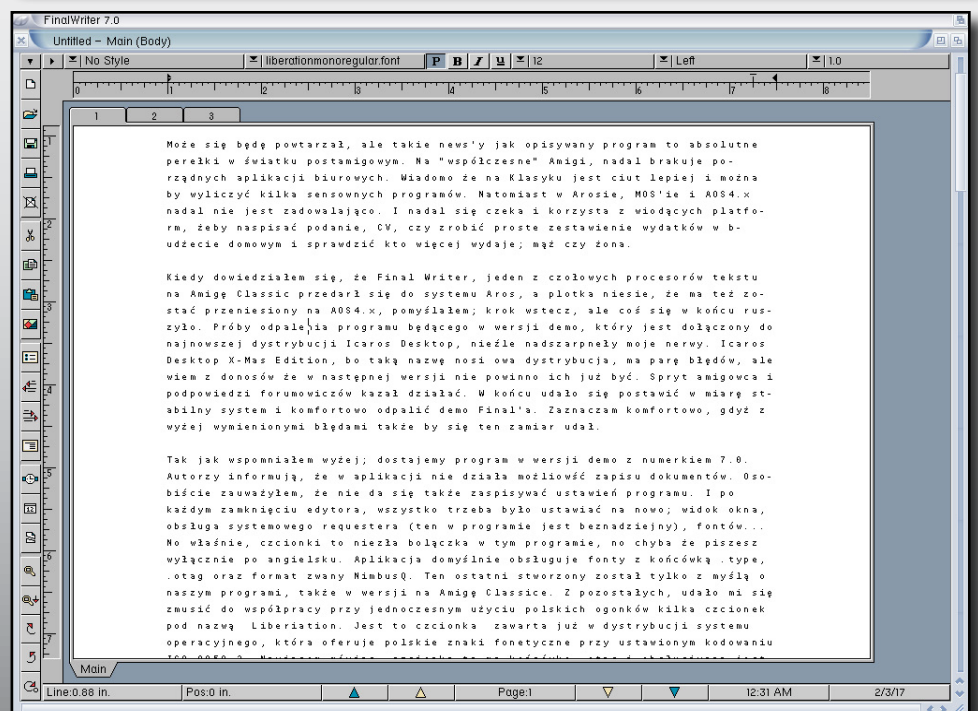 FinalWriter 7.0
Untitled - Main (Body)
No Style
liberationmonoregular.font
P B I U
12
Left
1.0
0 1 2 3 4 5 6 7 8
1 2 3
Może się będę powtarzał, ale takie news'y jak opisywany program to absolutne
perełki w światku postamigowym. Na "współczesne" Amigi, nadal brakuje po-
rządnych aplikacji biurowych. Wiadomo że na Klasyku jest ciut lepiej i można
by wyliczyć kilka sensownych programów. Natomiast w Arosie, MOS'ie i AOS4.x
nadal nie jest zadowalająco. I nadal się czeka i korzysta z wiodących platfo-
rm, żeby naspisać podanie, CV, czy zrobić proste zestawienie wydatków w b-
udżecie domowym i sprawdzić kto więcej wydaje; mąż czy żona.
Kiedy dowiedziałem się, że Final Writer, jeden z czołowych procesorów tekstu
na Amigę Classic przedarł się do systemu Aros, a plotka niesie, że ma też zo-
stać przeniesiony na AOS4.x, pomyślałem; krok wstecz, ale coś się w końcu rus-
zyło. Próby odpalenia programu będącego w wersji demo, który jest dołączony do
najnowszej dystrybucji Icaros Desktop, nieźle nadszarpneły moje nerwy. Icaros
Desktop X-Mas Edition, bo taką nazwę nosi owa dystrybucja, ma parę błędów, ale
wiem z donosów że w następnej wersji nie powinno ich już być. Spryt amigowca i
podpowiedzi forumowiczów kazał działać. W końcu udało się postawić w miarę st-
abilny system i komfortowo odpalić demo Final'a. Zaznaczam komfortowo, gdyż z
wyżej wymienionymi błędami także by się ten zamiar udał.
Tak jak wspomniałem wyżej; dostajemy program w wersji demo z numerkiem 7.0.
Autorzy informują, że w aplikacji nie działa możliowść zapisu dokumentów. Oso-
biście zauważyłem, że nie da się także zaspisywać ustawień programu. I po
każdym zamknięciu edytora, wszystko trzeba było ustawiać na nowo; widok okna,
obsługa systemowego requestera (ten w programie jest beznadziejny), fontów...
No właśnie, czcionki to niezła bolączka w tym programie, no chyba że piszesz
wyłącznie po angielsku. Aplikacja domyślnie obsługuje fonty z końcówką .type,
.otag oraz format zwany NimbusQ. Ten ostatni stworzony został tylko z myślą o
naszym programi, także w wersji na Amigę Classice. Z pozostałych, udało mi się
zmusić do współpracy przy jednoczesnym użyciu polskich ogonków kilka czcionek
pod nazwą Liberiation. Jest to czcionka zawarta już w dystrybucji systemu
operacyjnego, która oferuje polskie znaki fonetyczne przy ustawionym kodowaniu
Main
Line:0.88 in. Pos:0 in. Page:1 12:31 AM 2/3/17